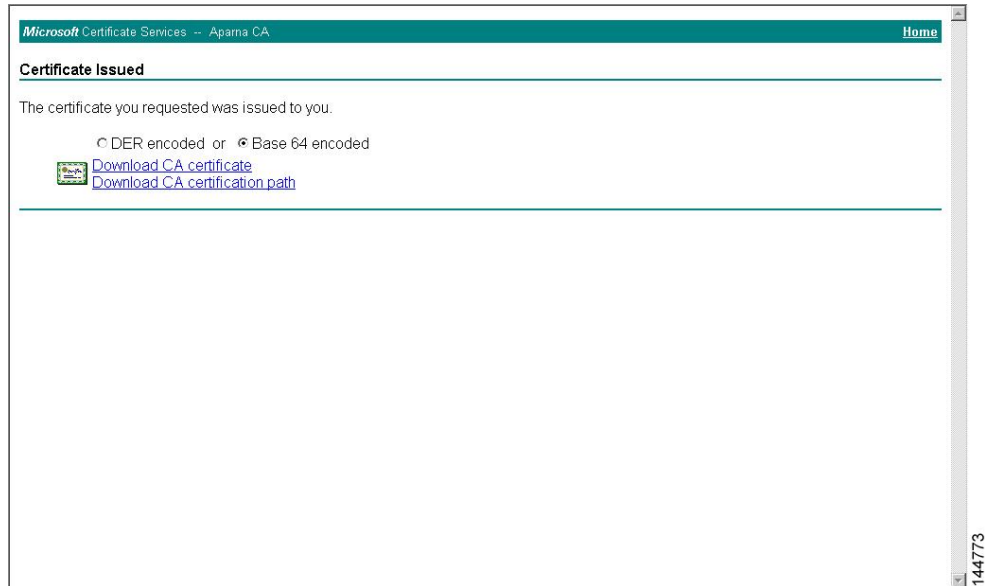 Microsoft Certificate Services -- Aparna CA Home
Certificate Issued
The certificate you requested was issued to you.
DER encoded or Base 64 encoded
Download CA certificate
Download CA certification path
144773